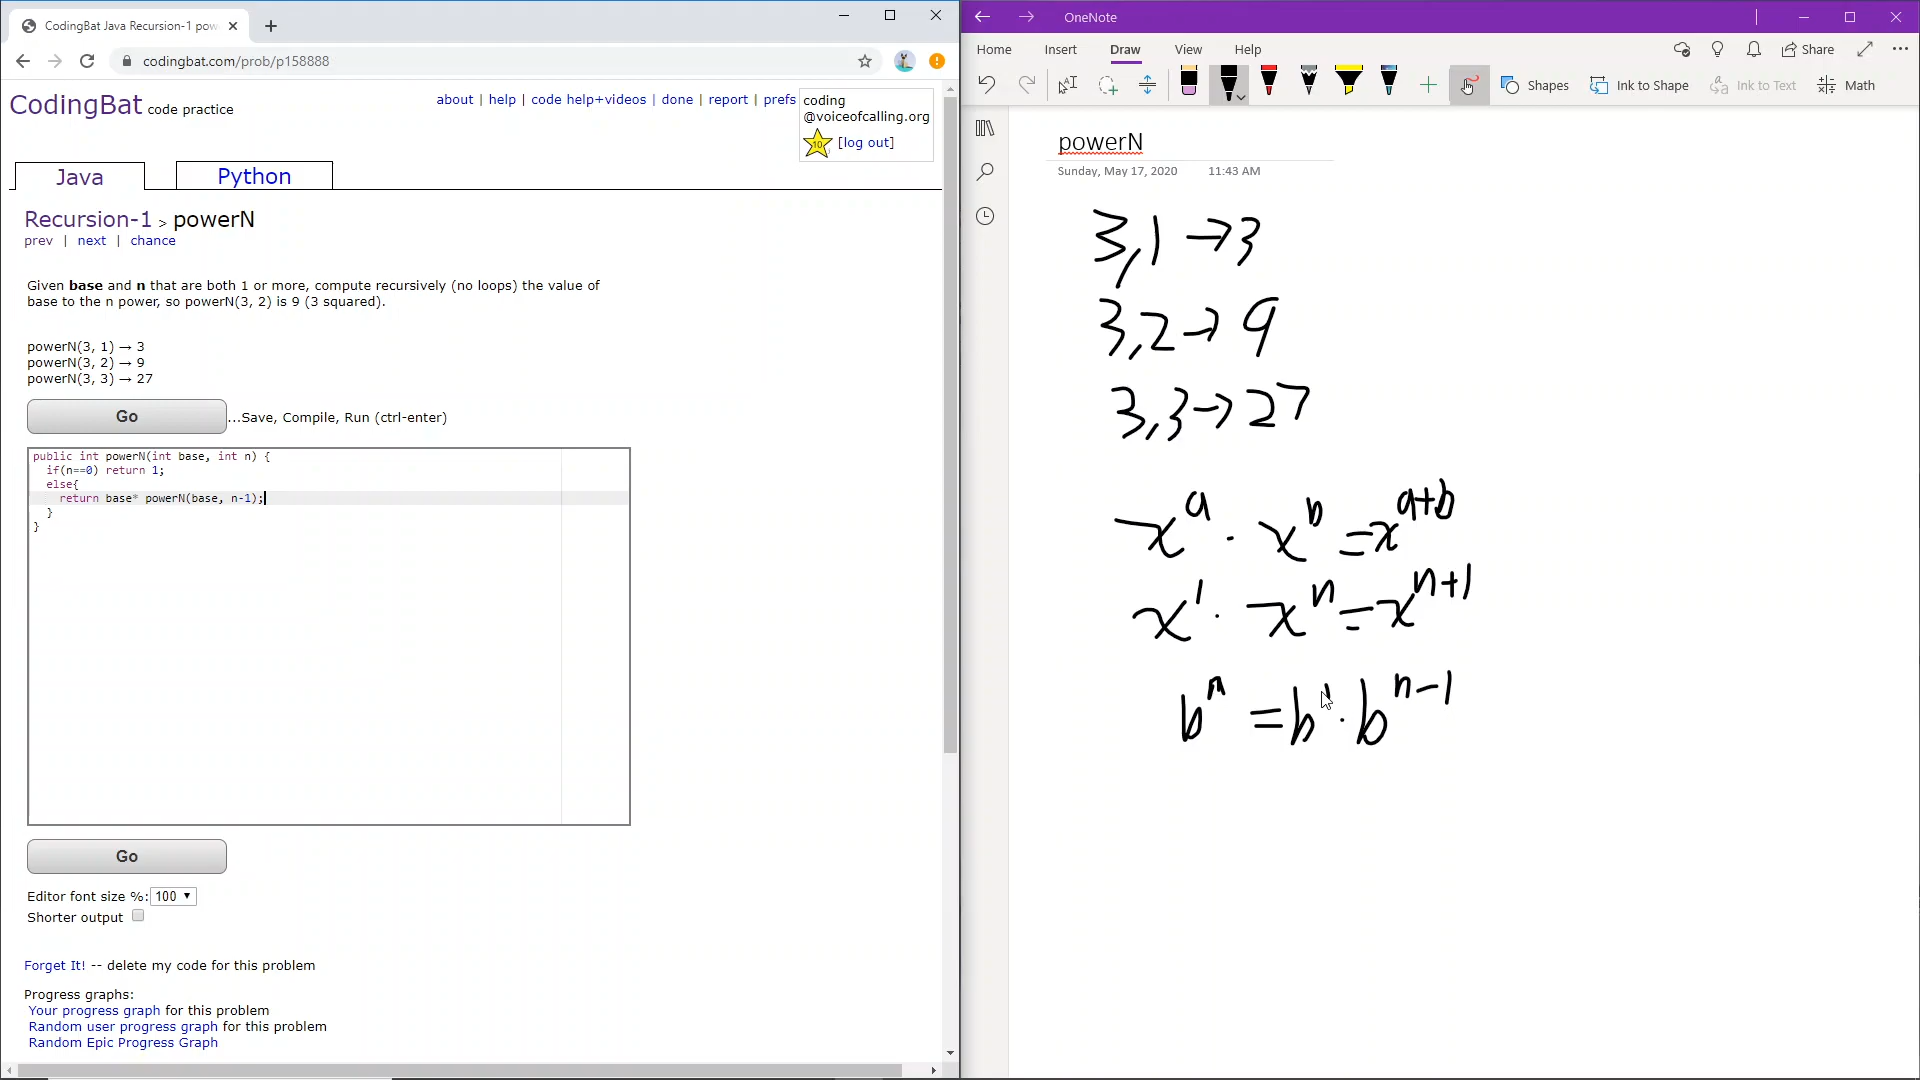 CodingBat Java Recursion-1 pow
codingbat.com/prob/p158888
CodingBat code practice
about | help | code help+videos | done | report | prefs
coding
@voiceofcalling.org
10
[log out]
Java
Python
Recursion-1 > powerN
prev | next | chance
Given base and n that are both 1 or more, compute recursively (no loops) the value of
base to the n power, so powerN(3, 2) is 9 (3 squared).
powerN(3, 1) → 3
powerN(3, 2) → 9
powerN(3, 3) → 27
Go
...Save, Compile, Run (ctrl-enter)
public int powerN(int base, int n) {
if(n==0) return 1;
else{
return base* powerN(base, n-1);
}
}
Go
Editor font size %: 100
Shorter output
Forget It! -- delete my code for this problem
Progress graphs:
Your progress graph for this problem
Random user progress graph for this problem
Random Epic Progress Graph
OneNote
Home Insert Draw View Help
Share
Shapes Ink to Shape Ink to Text Math
powerN
Sunday, May 17, 2020 11:43 AM
3,1 → 3
3,2 → 9
3,3 → 27
x^a · x^b = x^a+b
x^1 · x^n = x^n+1
b^n = b^1 · b^n-1